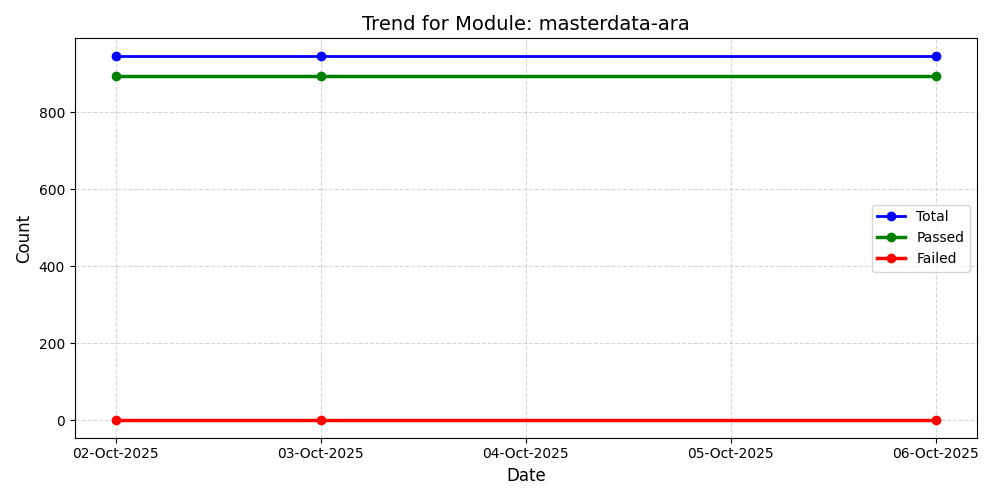 Trend for Module: masterdata-ara
Count
800
600
400
200
0
Total
Passed
Failed
02-Oct-2025 03-Oct-2025 04-Oct-2025 05-Oct-2025 06-Oct-2025
Date